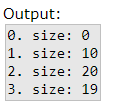 Output:
0. size: 0
1. size: 10
2. size: 20
3. size: 19